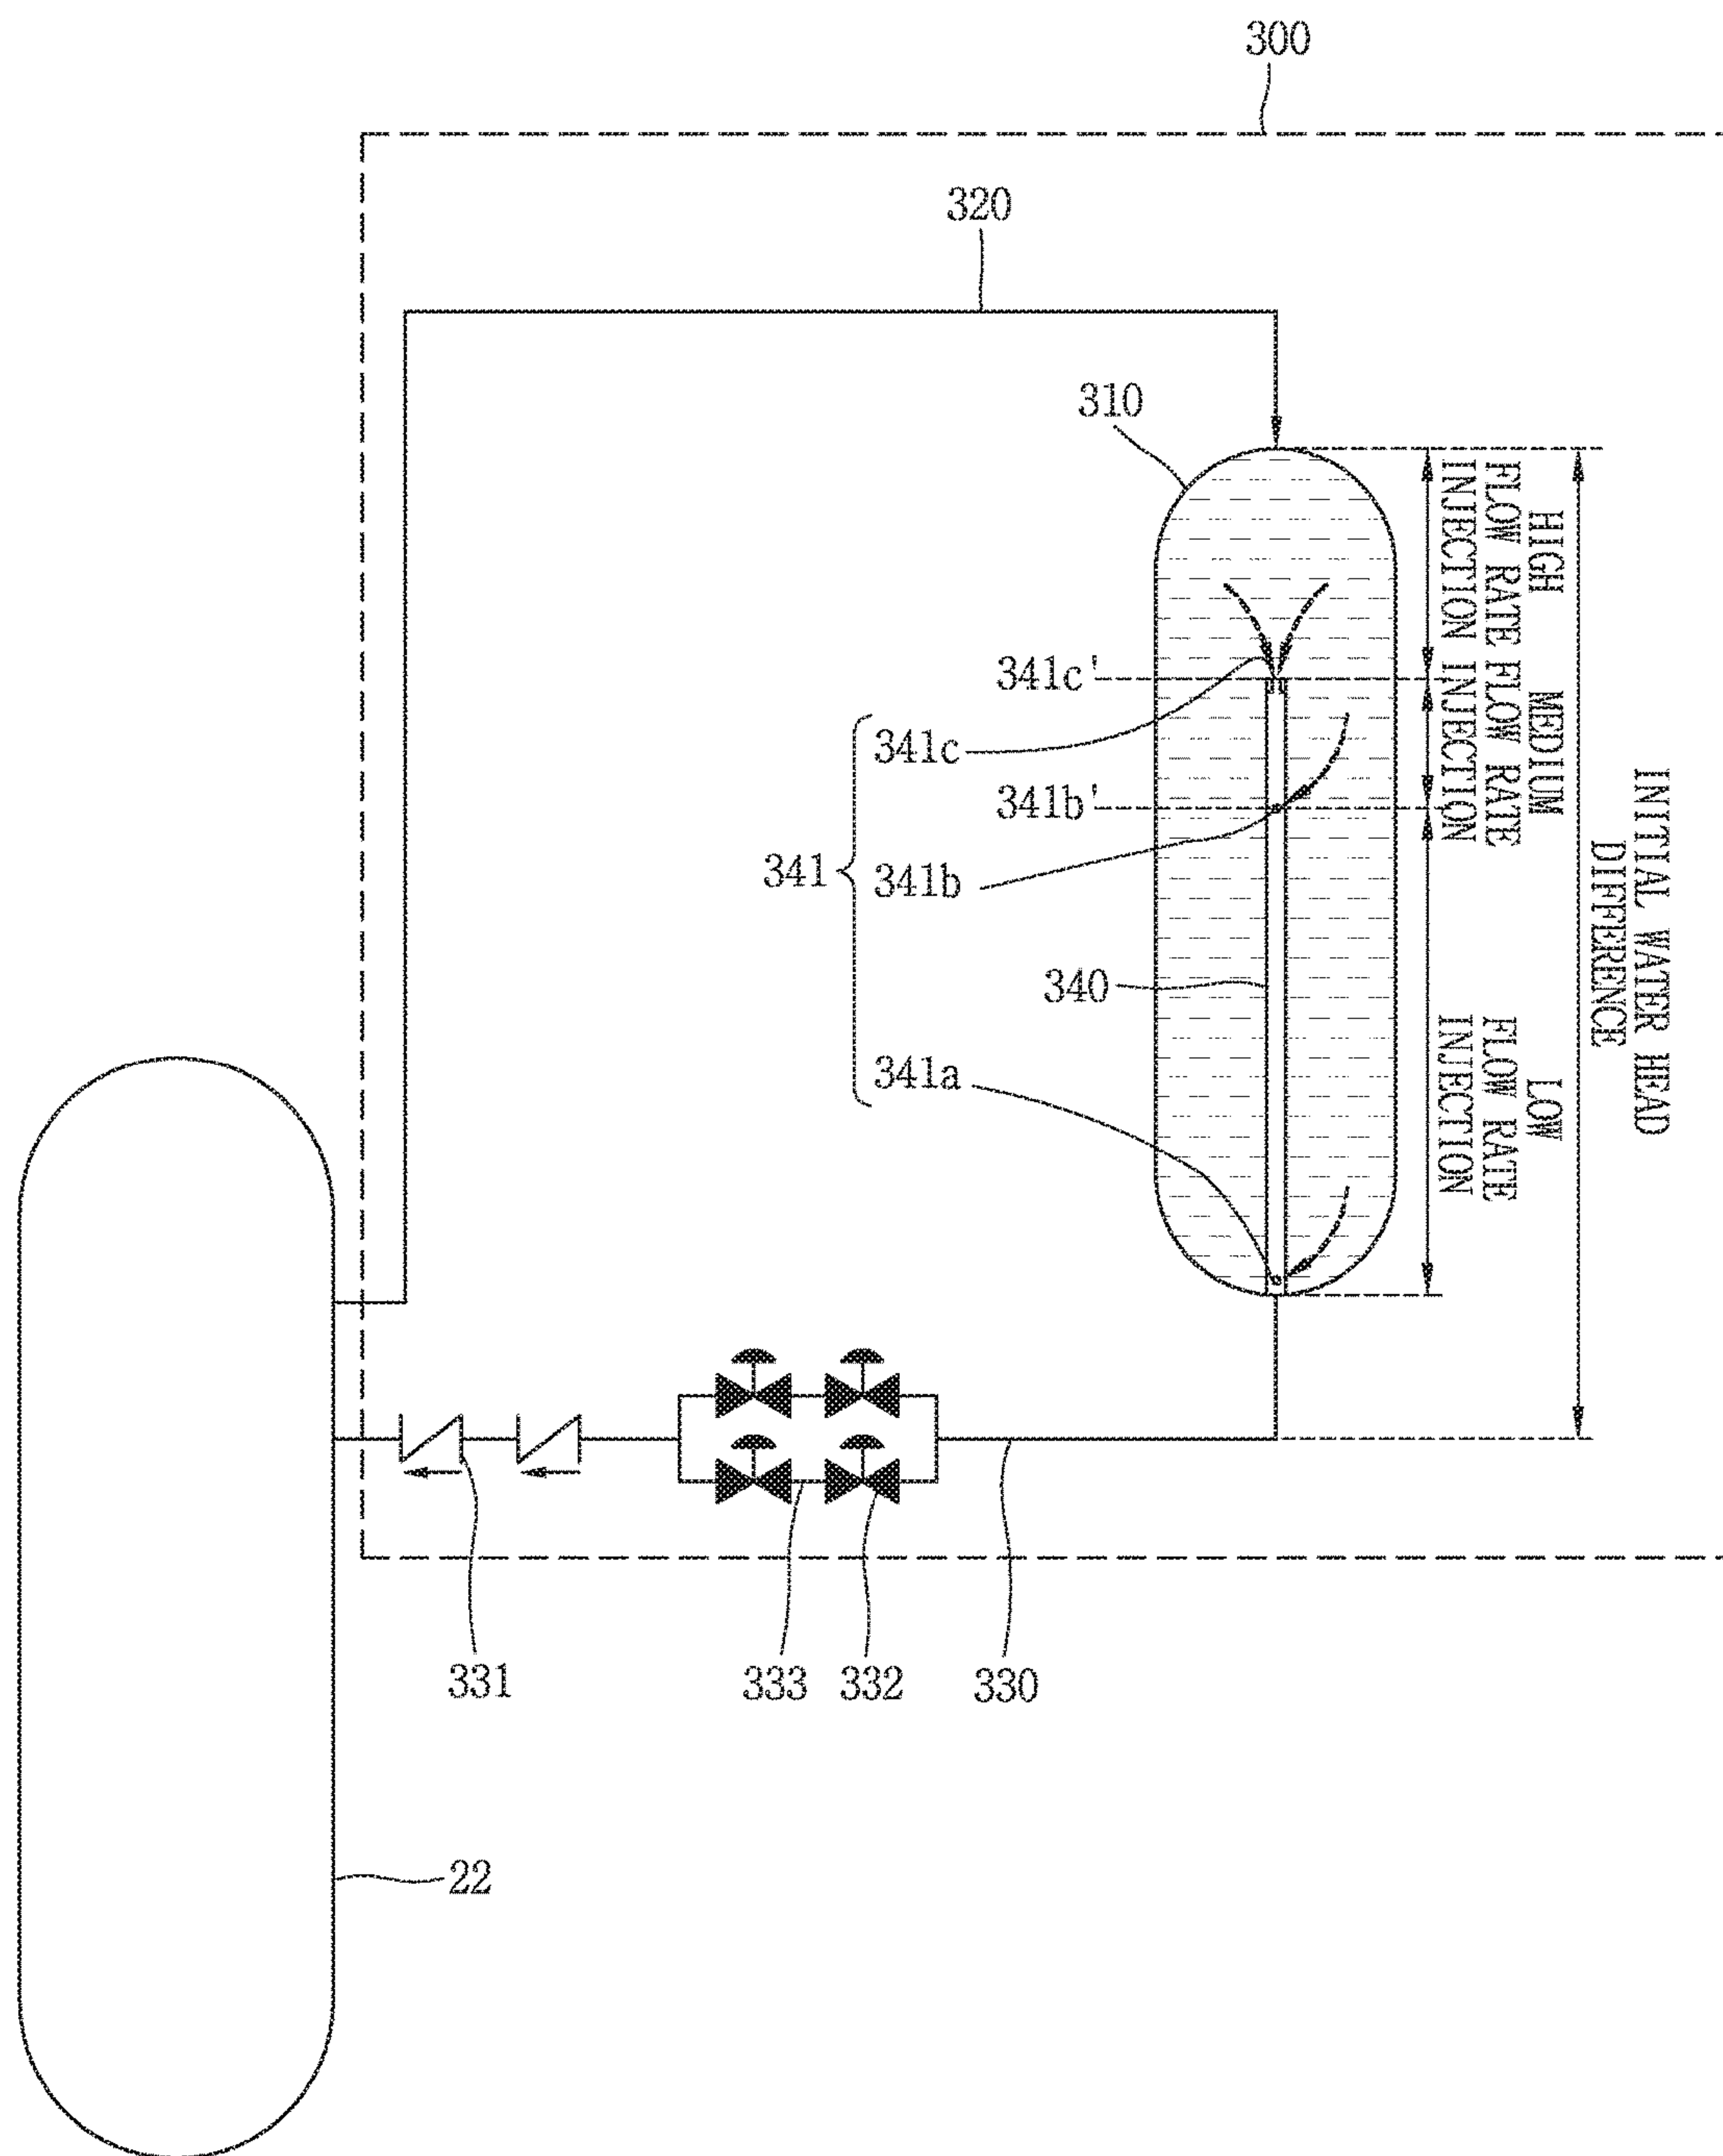 300
320
310
HIGH
FLOW RATE
INJECTION
341c'
341c
MEDIUM
FLOW RATE
INJECTION
341b'
341b
341
INITIAL WATER HEAD
DIFFERENCE
340
341a
LOW
FLOW RATE
INJECTION
331
333
332
330
22